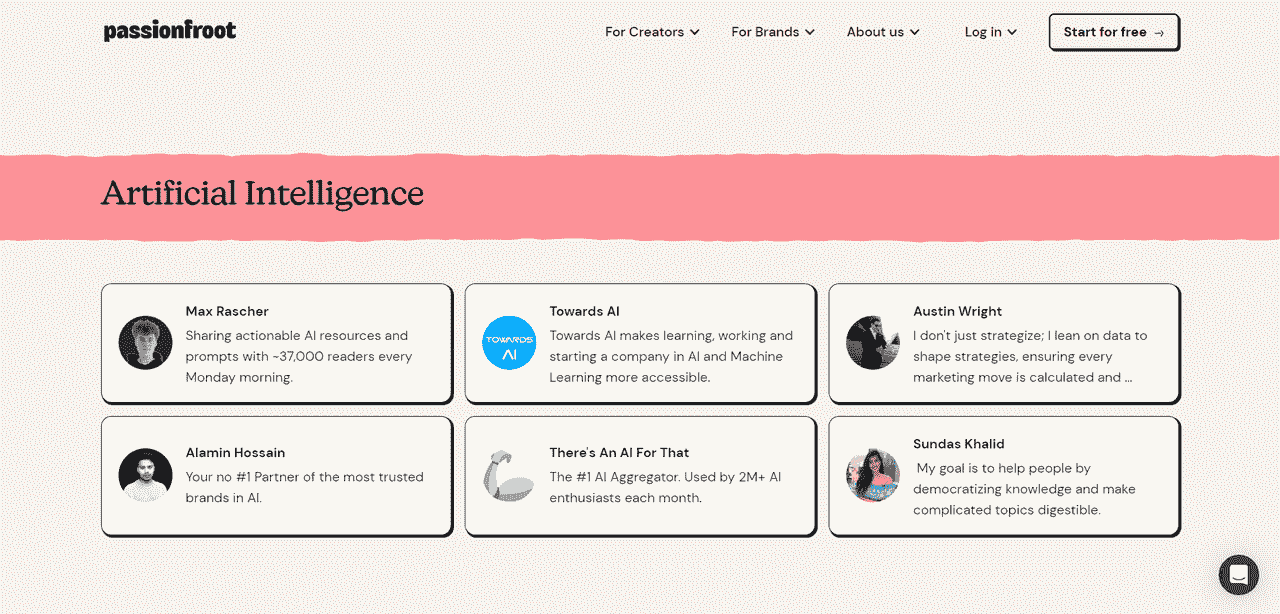 passionfroot
For Creators
For Brands
About us
Log in
Start for free →
Artificial Intelligence
Max Rascher
Sharing actionable AI resources and
prompts with ~37,000 readers every
Monday morning.
TOWARDS
AI
Towards AI
Towards AI makes learning, working and
starting a company in AI and Machine
Learning more accessible.
Austin Wright
I don't just strategize; I lean on data to
shape strategies, ensuring every
marketing move is calculated and ...
Alamin Hossain
Your no #1 Partner of the most trusted
brands in AI.
There's An AI For That
The #1 AI Aggregator. Used by 2M+ AI
enthusiasts each month.
Sundas Khalid
My goal is to help people by
democratizing knowledge and make
complicated topics digestible.